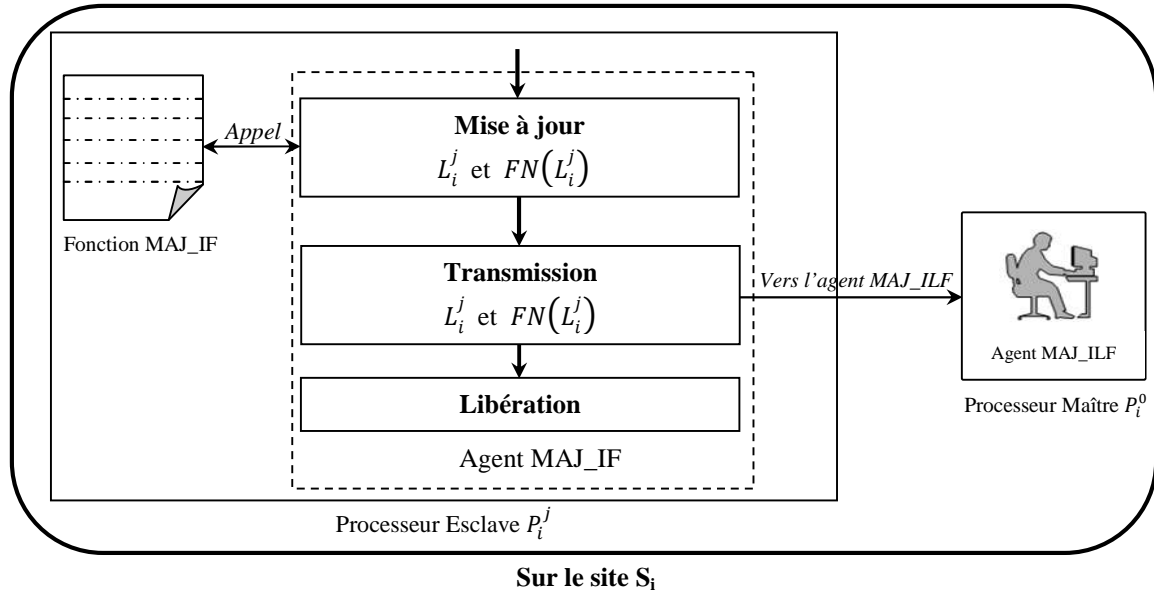 Mise à jour
Appel
L_i^j et FN(L_i^j)
Fonction MAJ_IF
Transmission
Vers l'agent MAJ_ILF
L_i^j et FN(L_i^j)
Agent MAJ_ILF
Libération
Processeur Maître P_i^0
Agent MAJ_IF
Processeur Esclave P_i^j
Sur le site S_i